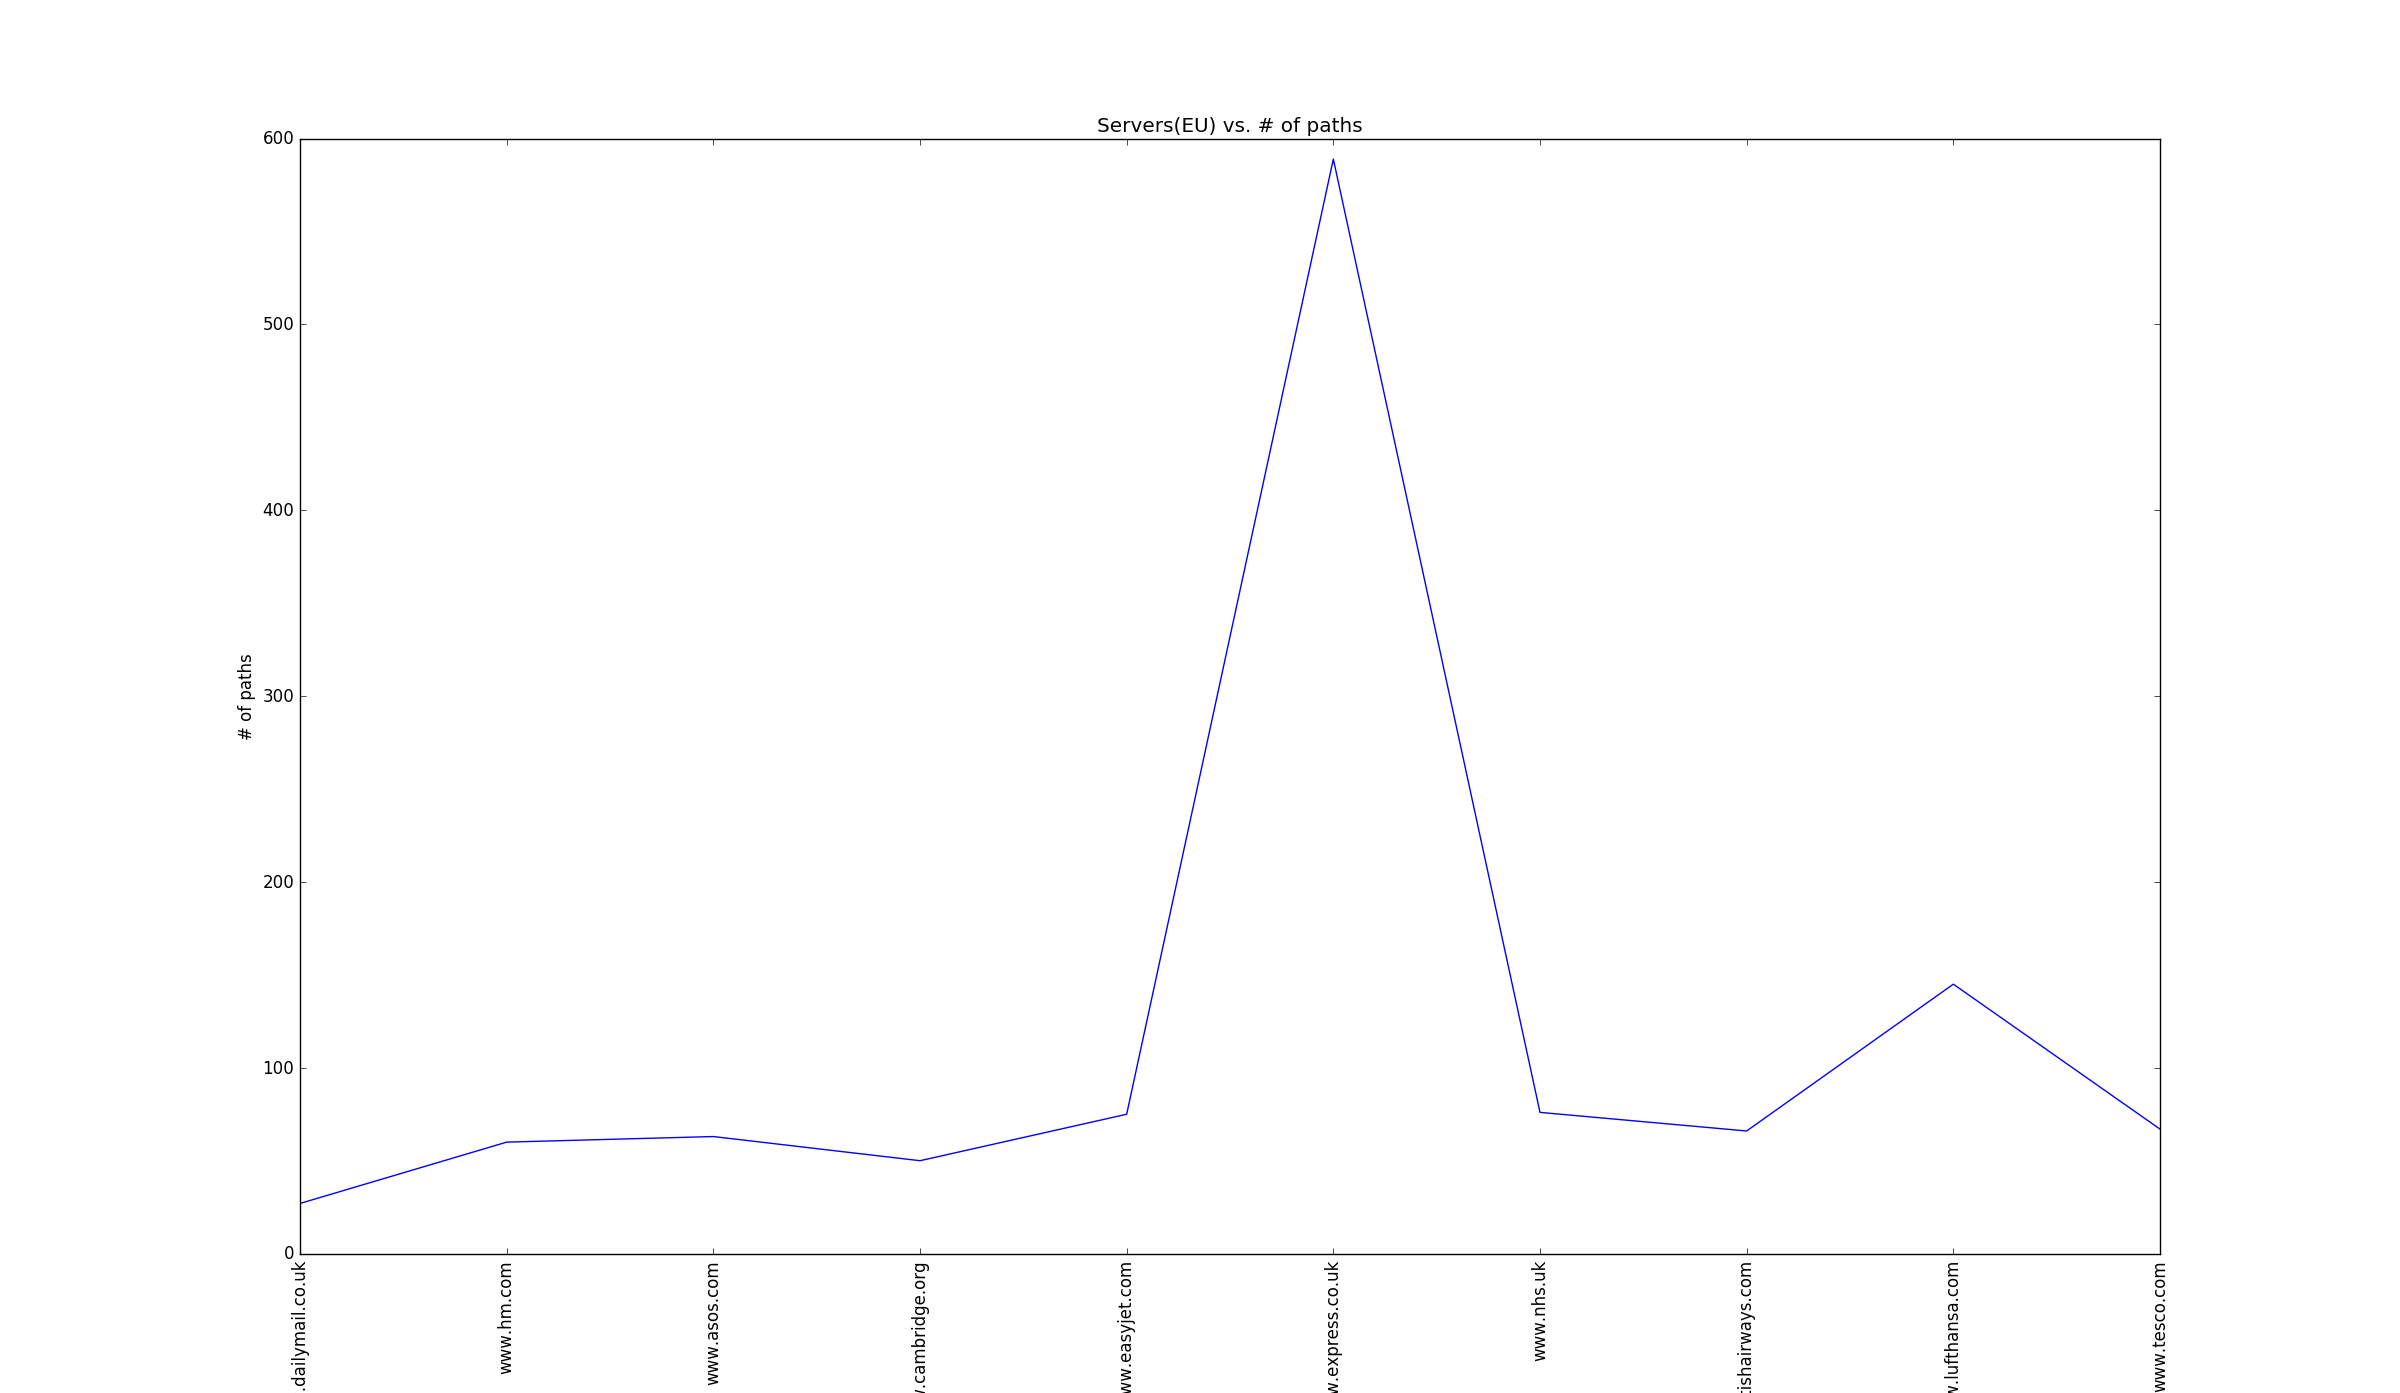 Servers(EU) vs. # of paths
600
500
400
300
200
100
0
# of paths
.dailymail.co.uk
www.hm.com
www.asos.com
.cambridge.org
ww.easyjet.com
w.express.co.uk
www.nhs.uk
ishairways.com
w.lufthansa.com
www.tesco.com